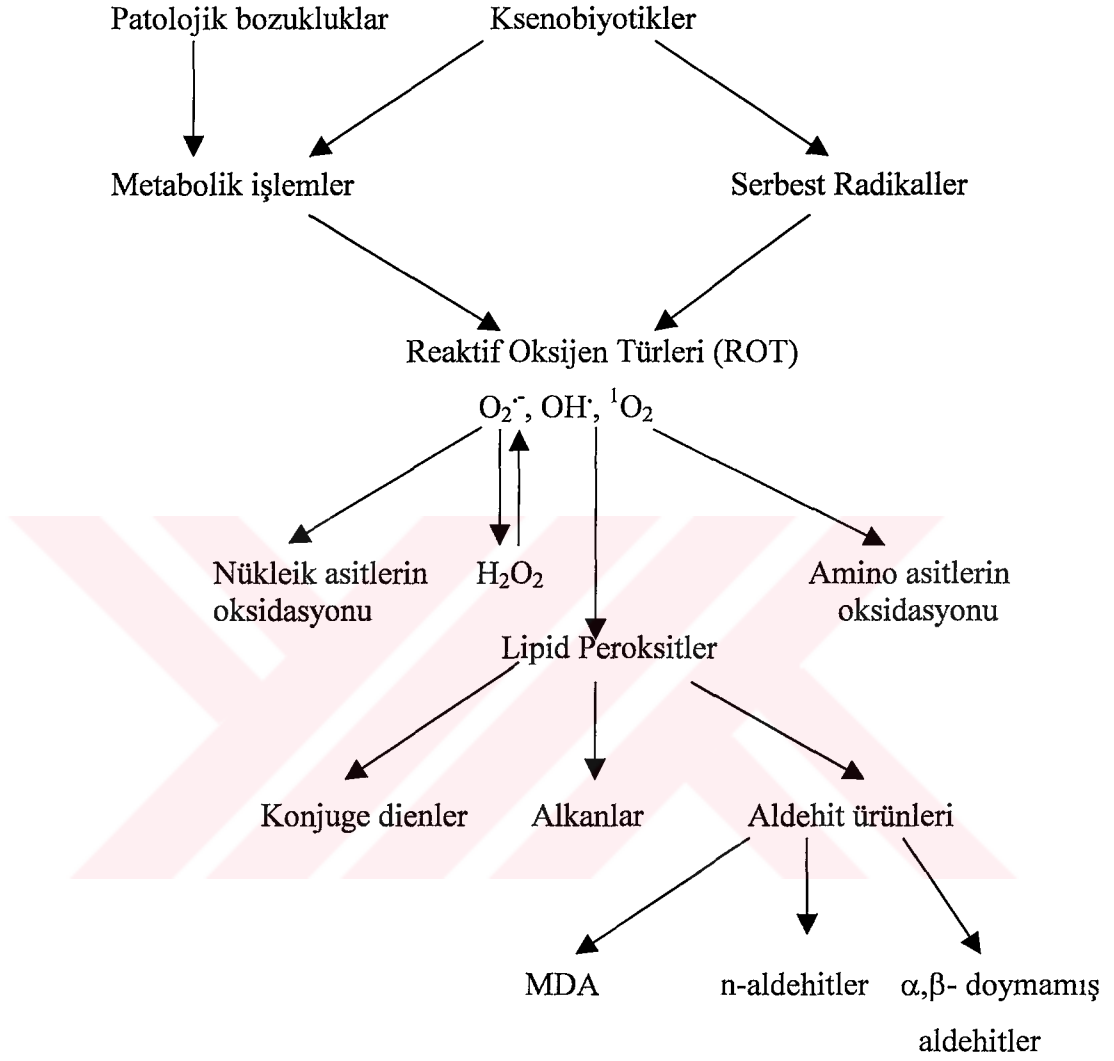 Patolojik bozukluklar Ksenobiyotikler
Metabolik işlemler Serbest Radikaller
Reaktif Oksijen Türleri (ROT)
O₂·⁻, OH·, ¹O₂
Nükleik asitlerin H₂O₂ Amino asitlerin
oksidasyonu oksidasyonu
Lipid Peroksitler
Konjuge dienler Alkanlar Aldehit ürünleri
MDA n-aldehitler α,β- doymamış
aldehitler